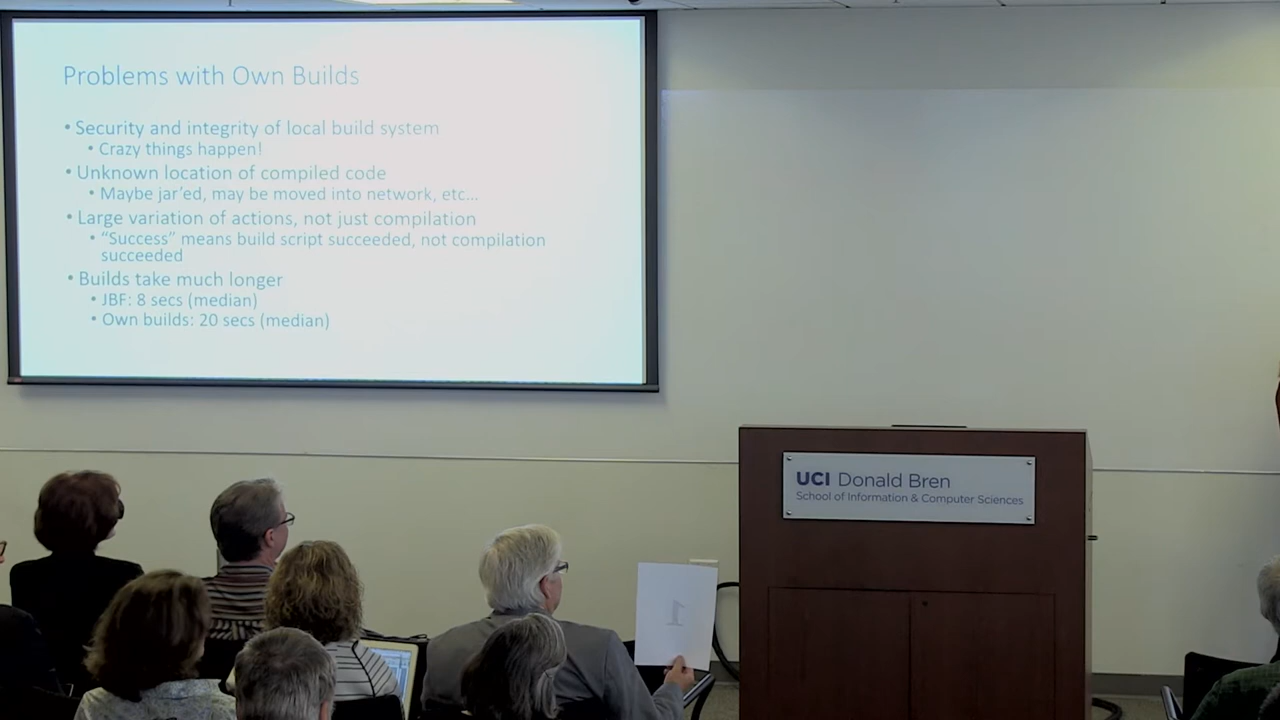 Problems with Own Builds
• Security and integrity of local build system
• Crazy things happen!
• Unknown location of compiled code
• Maybe jar'ed, may be moved into network, etc…
• Large variation of actions, not just compilation
• “Success” means build script succeeded, not compilation
succeeded
• Builds take much longer
• JBF: 8 secs (median)
• Own builds: 20 secs (median)
UCI Donald Bren
School of Information & Computer Sciences
1